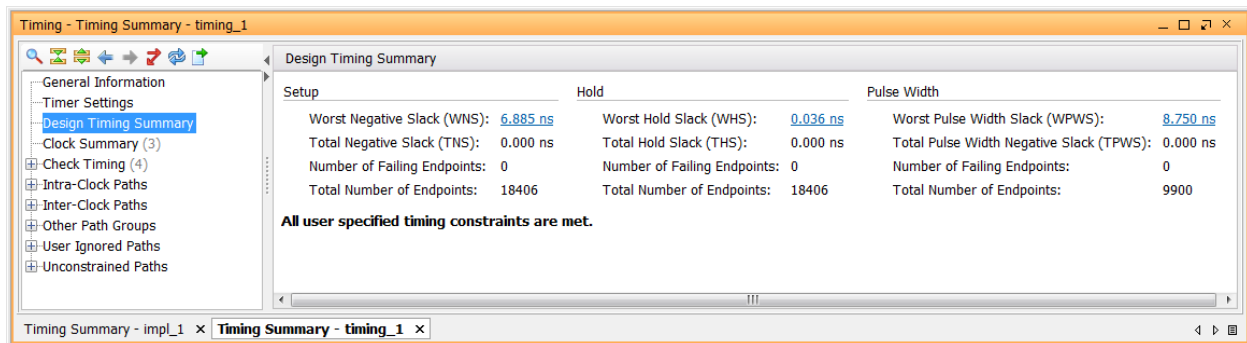 Timing - Timing Summary - timing_1
Design Timing Summary
General Information
Timer Settings
Design Timing Summary
Clock Summary (3)
Check Timing (4)
Intra-Clock Paths
Inter-Clock Paths
Other Path Groups
User Ignored Paths
Unconstrained Paths
Setup Hold Pulse Width
Worst Negative Slack (WNS): 6.885 ns Worst Hold Slack (WHS): 0.036 ns Worst Pulse Width Slack (WPWS): 8.750 ns
Total Negative Slack (TNS): 0.000 ns Total Hold Slack (THS): 0.000 ns Total Pulse Width Negative Slack (TPWS): 0.000 ns
Number of Failing Endpoints: 0 Number of Failing Endpoints: 0 Number of Failing Endpoints: 0
Total Number of Endpoints: 18406 Total Number of Endpoints: 18406 Total Number of Endpoints: 9900
All user specified timing constraints are met.
Timing Summary - impl_1 Timing Summary - timing_1